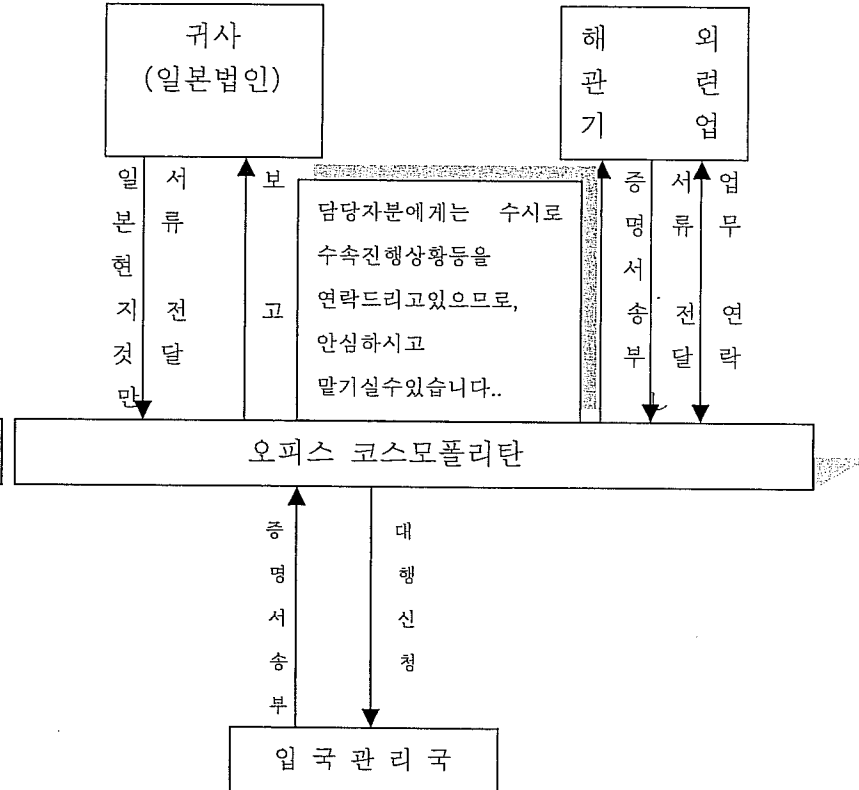 귀사
(일본법인)
해 외
관 련
기 업
일본현지것만
서류 전달
보고
담당자분에게는 수시로
수속진행상황등을
연락드리고있으므로,
안심하시고
맡기실수있습니다..
증명서송부
서류 전달
업무 연락
오피스 코스모폴리탄
증명서송부
대행신청
입국관리국